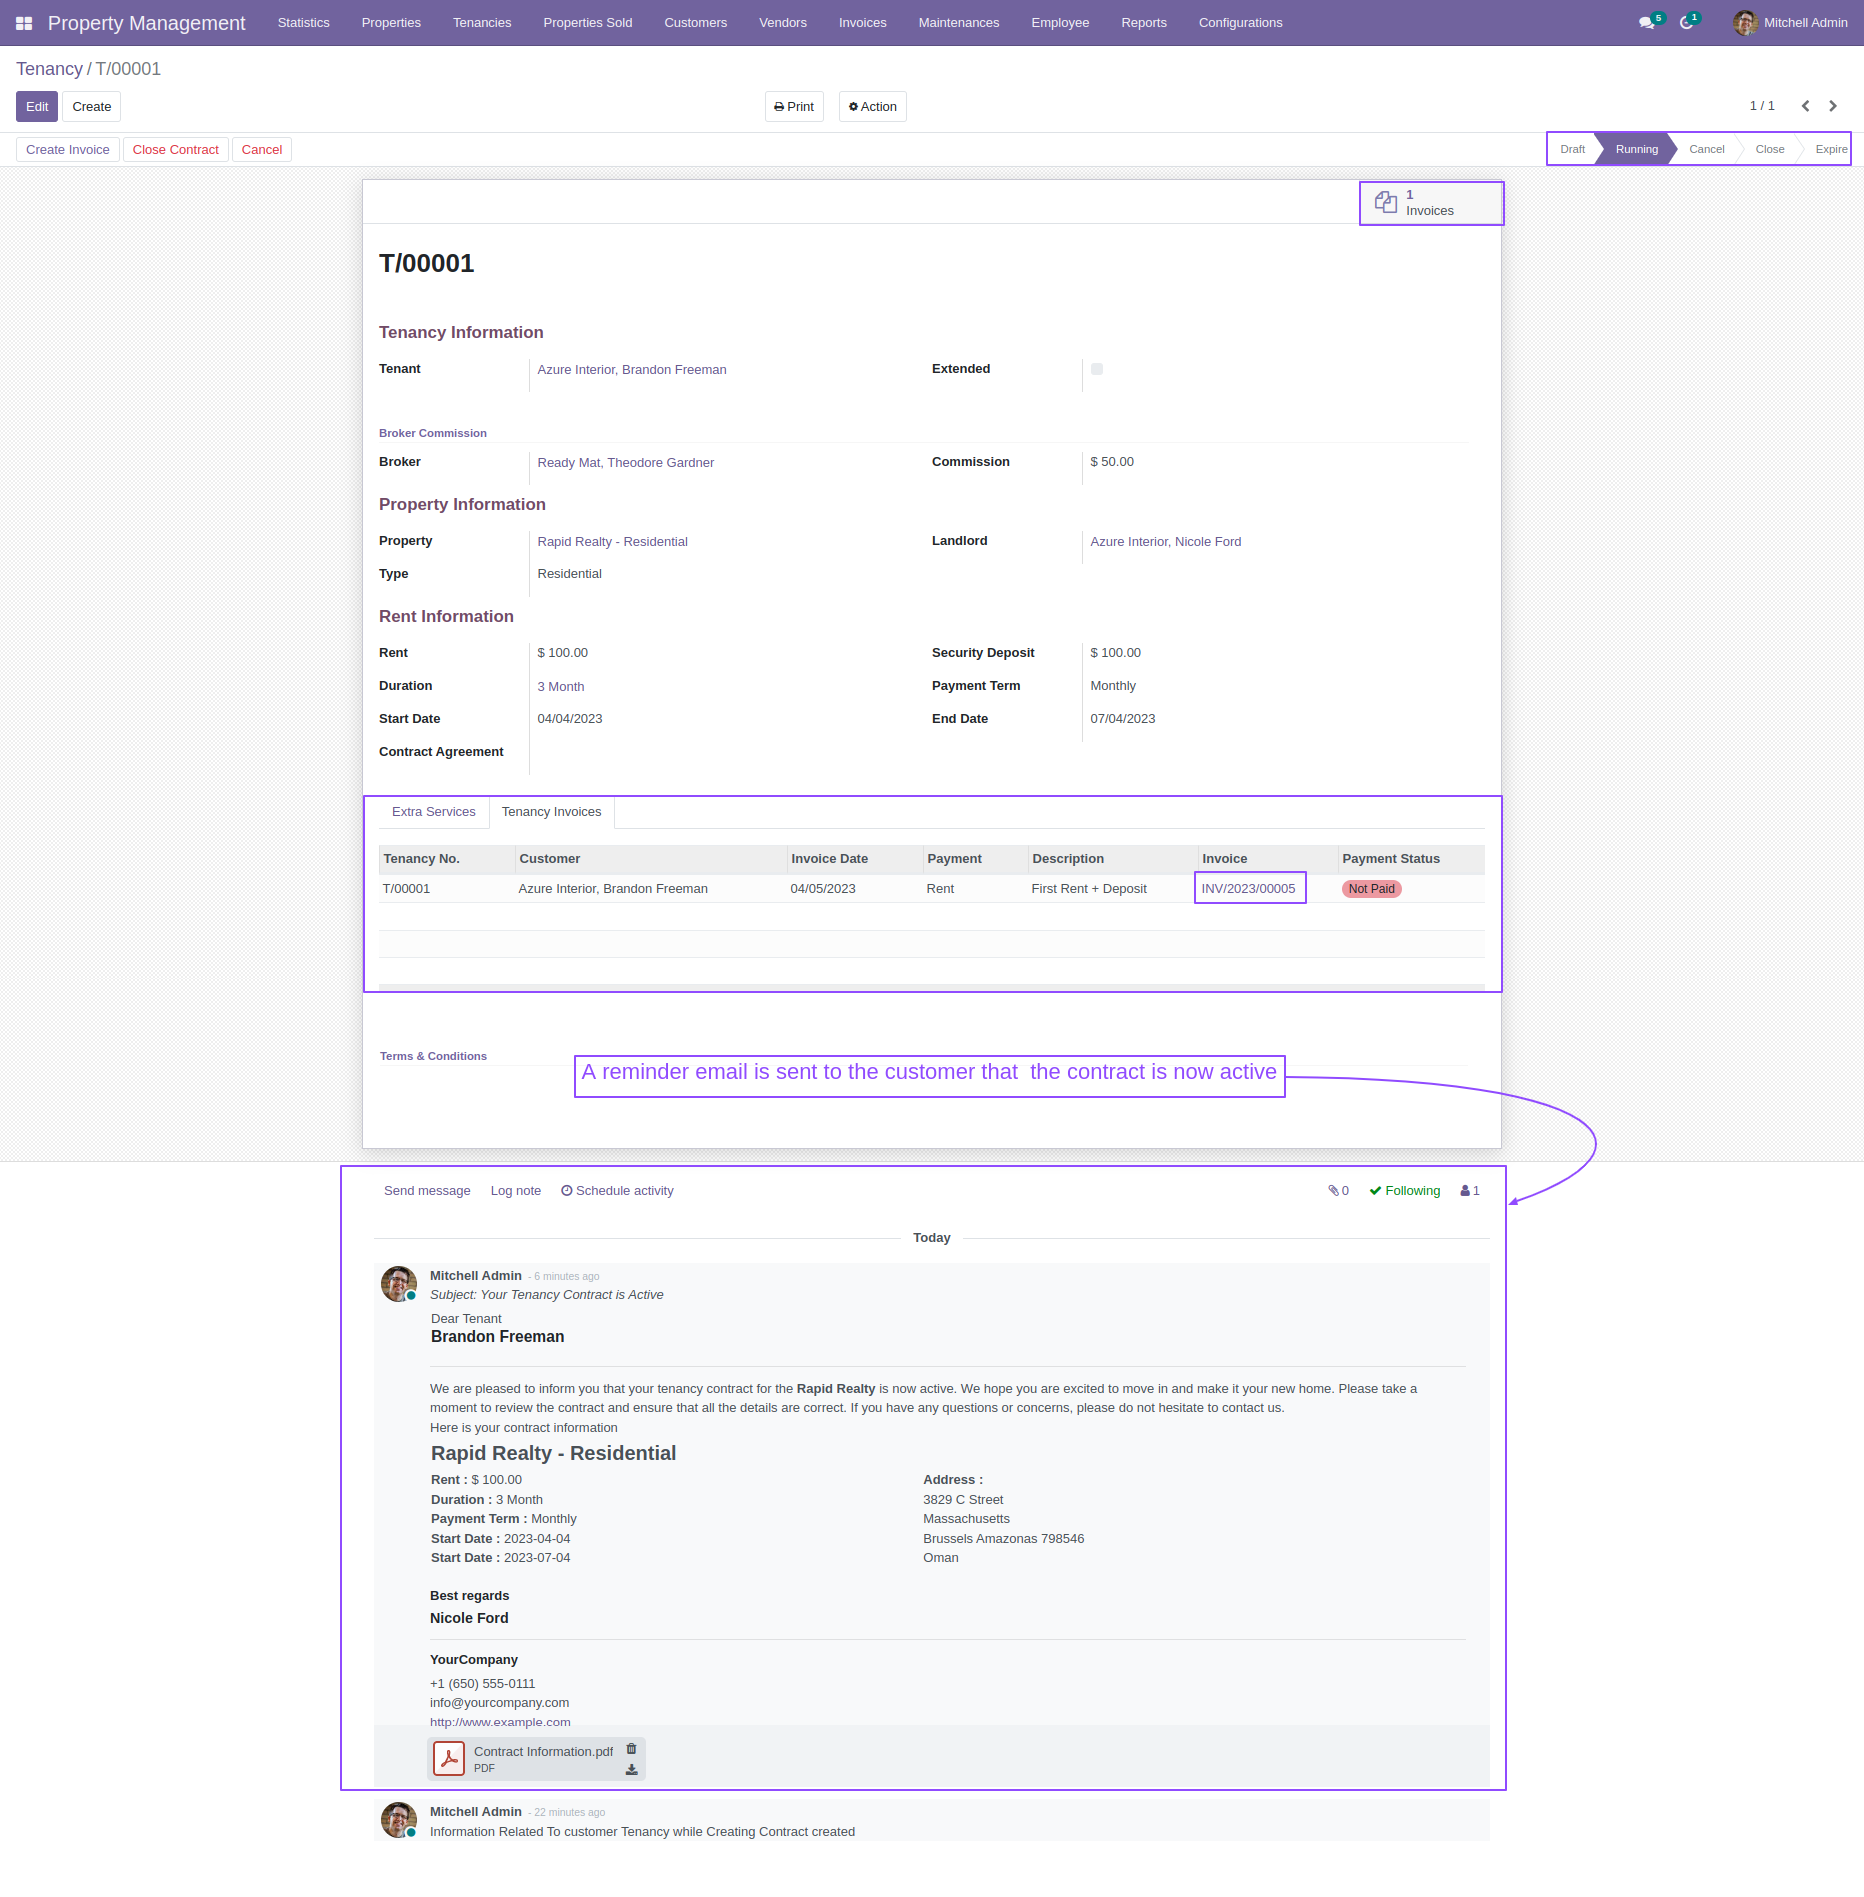 Property Management Statistics Properties Tenancies Properties Sold Customers Vendors Invoices Maintenances Employee Reports Configurations 5 1 Mitchell Admin
Tenancy / T/00001
Edit Create Print Action 1 / 1
Create Invoice Close Contract Cancel Draft Running Cancel Close Expire
1
Invoices
T/00001
Tenancy Information
Tenant Azure Interior, Brandon Freeman Extended
Broker Commission
Broker Ready Mat, Theodore Gardner Commission $ 50.00
Property Information
Property Rapid Realty - Residential Landlord Azure Interior, Nicole Ford
Type Residential
Rent Information
Rent $ 100.00 Security Deposit $ 100.00
Duration 3 Month Payment Term Monthly
Start Date 04/04/2023 End Date 07/04/2023
Contract Agreement
Extra Services Tenancy Invoices
Tenancy No. Customer Invoice Date Payment Description Invoice Payment Status
T/00001 Azure Interior, Brandon Freeman 04/05/2023 Rent First Rent + Deposit INV/2023/00005 Not Paid
Terms & Conditions
A reminder email is sent to the customer that the contract is now active
Send message Log note Schedule activity 0 Following 1
Today
Mitchell Admin - 6 minutes ago
Subject: Your Tenancy Contract is Active
Dear Tenant
Brandon Freeman
We are pleased to inform you that your tenancy contract for the Rapid Realty is now active. We hope you are excited to move in and make it your new home. Please take a
moment to review the contract and ensure that all the details are correct. If you have any questions or concerns, please do not hesitate to contact us.
Here is your contract information
Rapid Realty - Residential
Rent : $ 100.00 Address :
Duration : 3 Month 3829 C Street
Payment Term : Monthly Massachusetts
Start Date : 2023-04-04 Brussels Amazonas 798546
Start Date : 2023-07-04 Oman
Best regards
Nicole Ford
YourCompany
+1 (650) 555-0111
info@yourcompany.com
http://www.example.com
Contract Information.pdf
PDF
Mitchell Admin - 22 minutes ago
Information Related To customer Tenancy while Creating Contract created